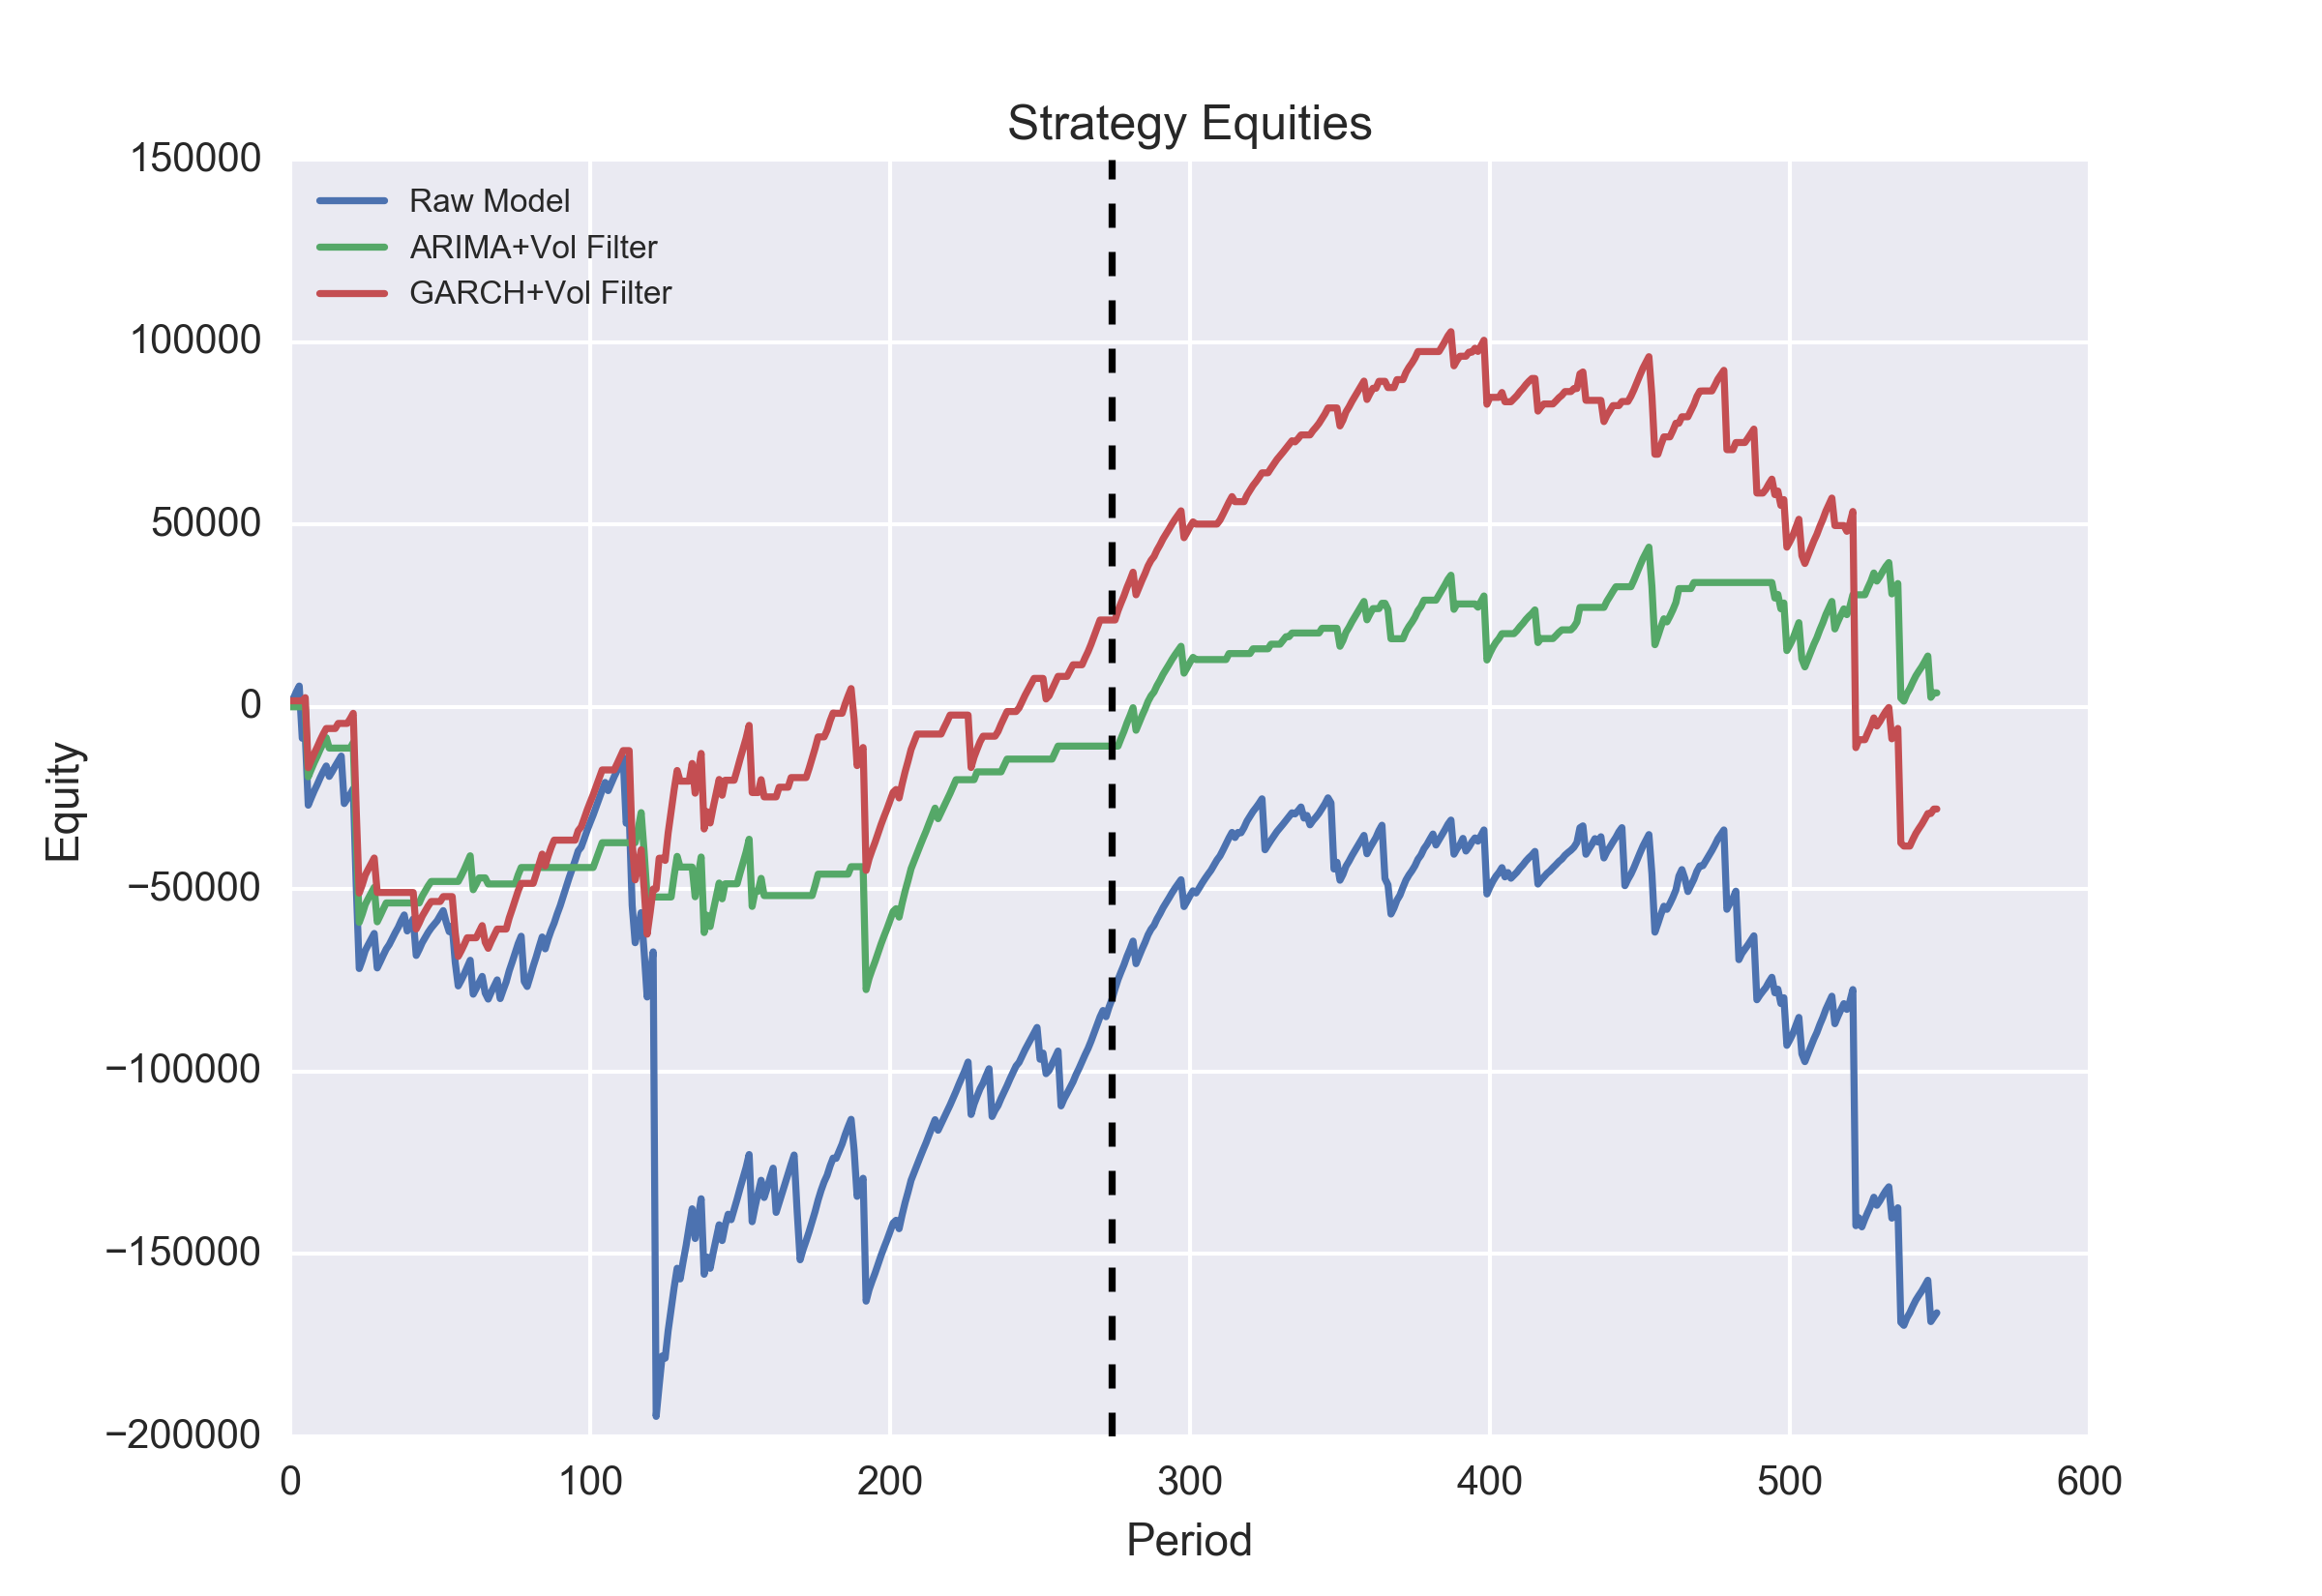 Strategy Equities
150000
100000
50000
0
−50000
−100000
−150000
−200000
Equity
Raw Model
ARIMA+Vol Filter
GARCH+Vol Filter
0 100 200 300 400 500 600
Period